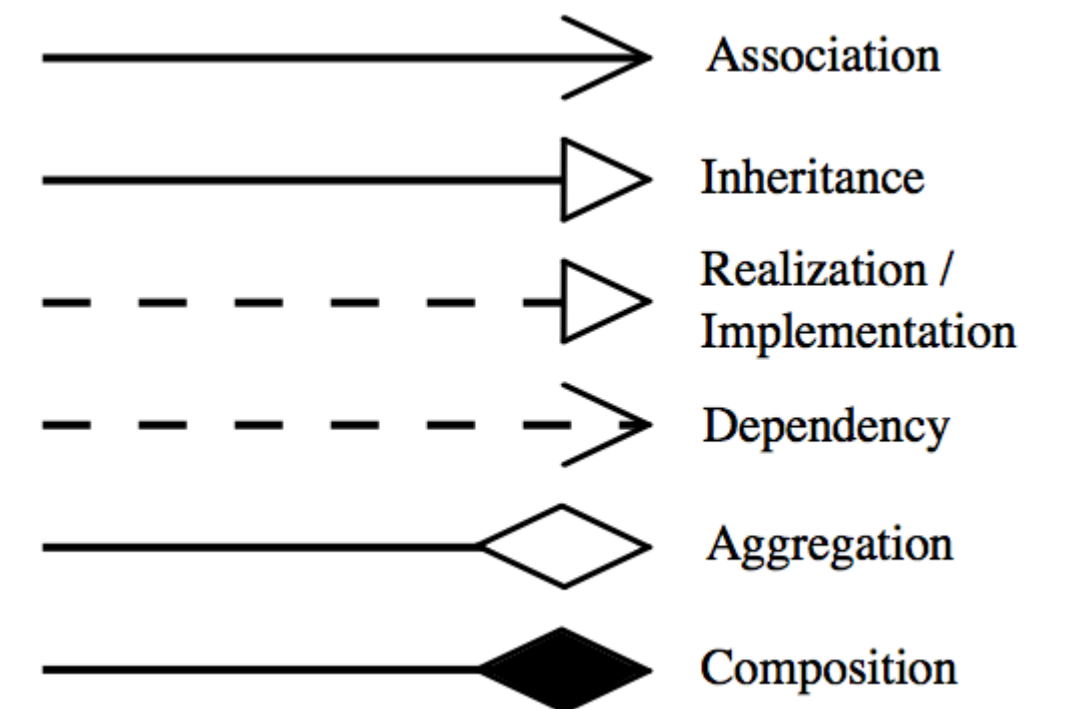 Association
Inheritance
Realization /
Implementation
Dependency
Aggregation
Composition